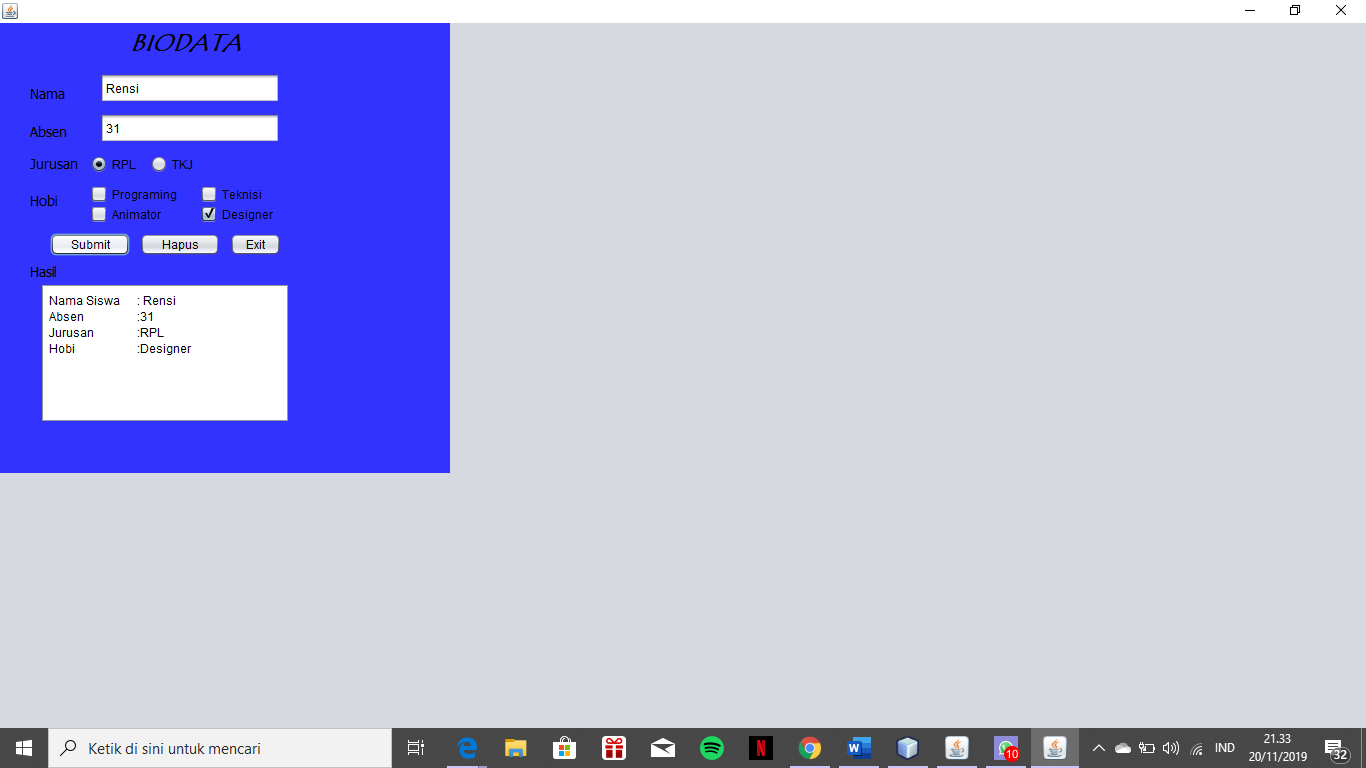 BIODATA
Nama Rensi
Absen 31
Jurusan RPL TKJ
Hobi Programing Teknisi
Animator Designer
Submit Hapus Exit
Hasil
Nama Siswa : Rensi
Absen :31
Jurusan :RPL
Hobi :Designer
Ketik di sini untuk mencari
N
W
10
IND
21.33
20/11/2019
32